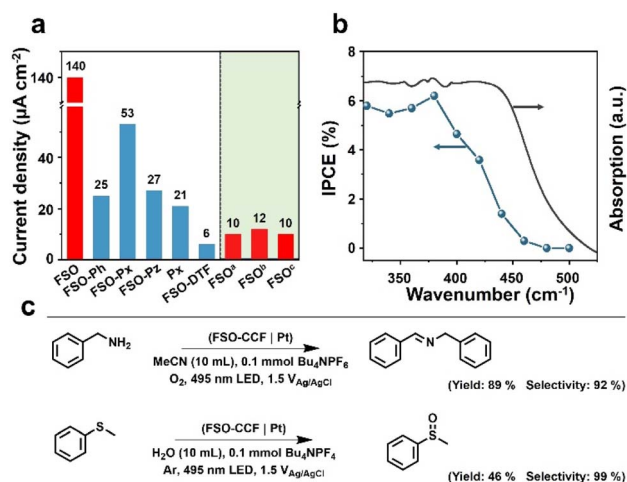 a
Current density (µA cm⁻²)
140
40
20
0
140
25
53
27
21
6
10
12
10
FSO
FSO-Ph
FSO-Px
FSO-Pz
Px
FSO-DTF
FSOᵃ
FSOᵇ
FSOᶜ
b
IPCE (%)
8
6
4
2
0
350
400
450
500
Wavenumber (cm⁻¹)
Absorption (a.u.)
c
NH₂
(FSO-CCF | Pt)
MeCN (10 mL), 0.1 mmol Bu₄NPF₆
O₂, 495 nm LED, 1.5 V_Ag/AgCl
N
(Yield: 89 % Selectivity: 92 %)
S
(FSO-CCF | Pt)
H₂O (10 mL), 0.1 mmol Bu₄NPF₄
Ar, 495 nm LED, 1.5 V_Ag/AgCl
O
S
(Yield: 46 % Selectivity: 99 %)